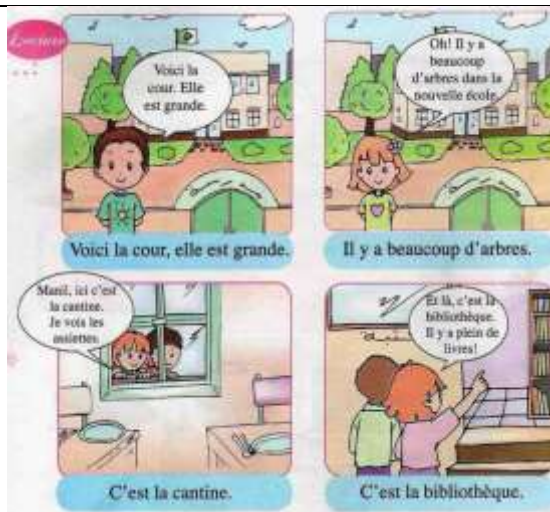 Lecture
Voici la
cour. Elle
est grande.
Oh! Il y a
beaucoup
d'arbres dans la
nouvelle école.
Voici la cour, elle est grande.
Il y a beaucoup d'arbres.
Manil, ici c'est
la cantine.
Je vois les
assiettes.
Et là, c'est la
bibliothèque.
Il y a plein de
livres!
C'est la cantine.
C'est la bibliothèque.